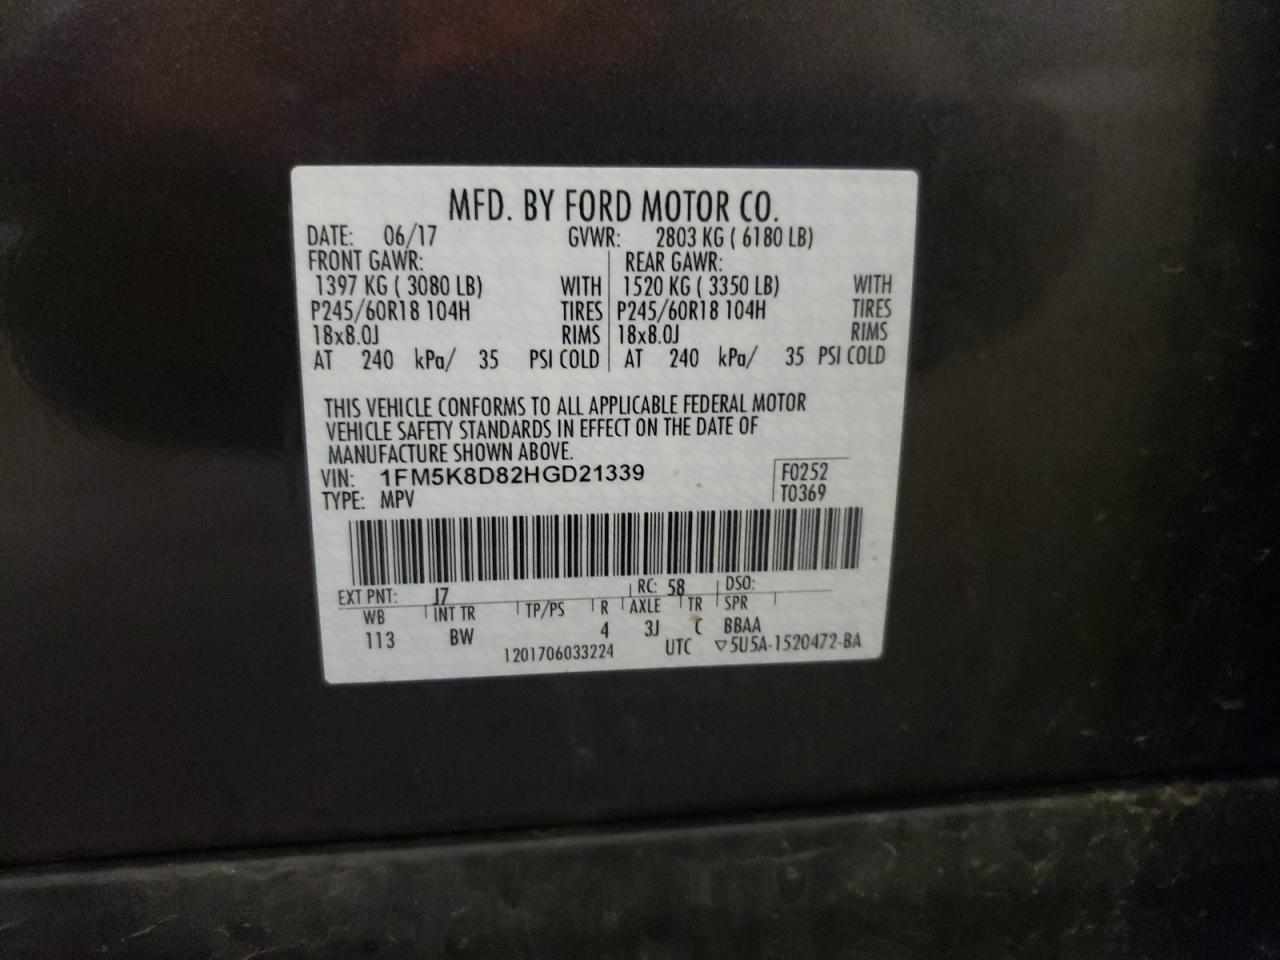 MFD. BY FORD MOTOR CO.
DATE: 06/17 GVWR: 2803 KG ( 6180 LB)
FRONT GAWR: REAR GAWR:
1397 KG ( 3080 LB) WITH 1520 KG ( 3350 LB) WITH
P245/60R18 104H TIRES P245/60R18 104H TIRES
18x8.0J RIMS 18x8.0J RIMS
AT 240 kPa/ 35 PSI COLD AT 240 kPa/ 35 PSI COLD
THIS VEHICLE CONFORMS TO ALL APPLICABLE FEDERAL MOTOR
VEHICLE SAFETY STANDARDS IN EFFECT ON THE DATE OF
MANUFACTURE SHOWN ABOVE.
VIN: 1FM5K8D82HGD21339 F0252
TYPE: MPV T0369
EXT PNT: J7 RC: 58 DSO:
WB INT TR TP/PS R AXLE TR SPR
113 BW 4 3J C BBAA
1201706033224 UTC ▽5U5A-1520472-BA